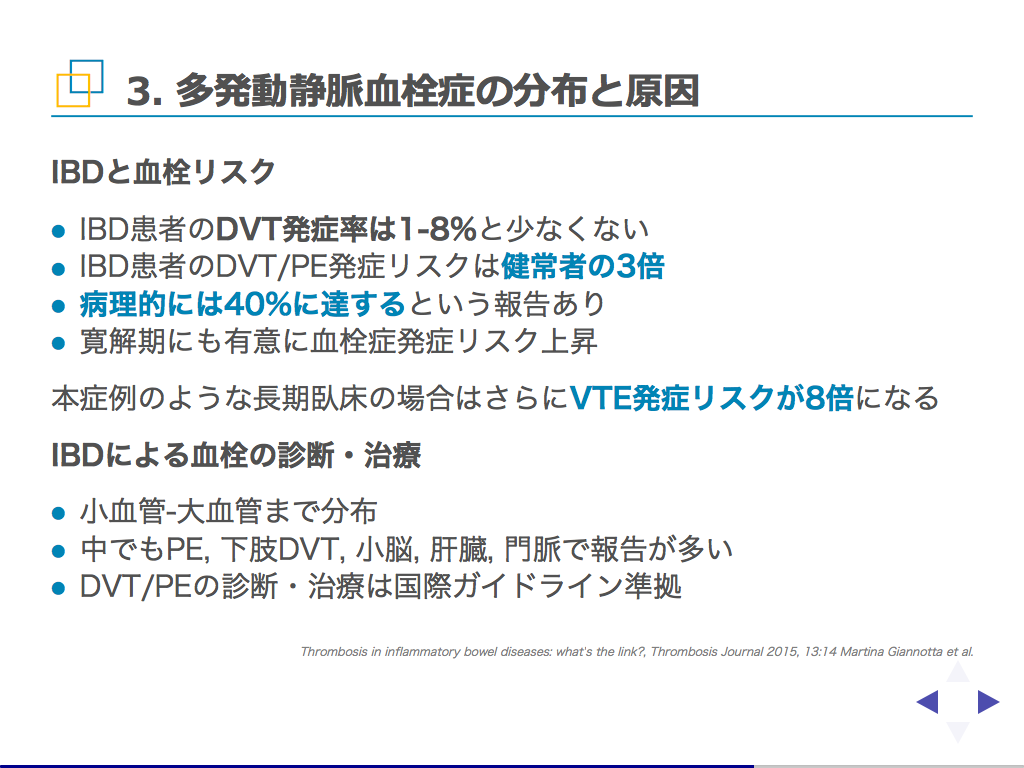 3. 多発動静脈血栓症の分布と原因
IBDと血栓リスク
● IBD患者のDVT発症率は1-8%と少なくない
● IBD患者のDVT/PE発症リスクは健常者の3倍
● 病理的には40%に達するという報告あり
● 寛解期にも有意に血栓症発症リスク上昇
本症例のような長期臥床の場合はさらにVTE発症リスクが8倍になる
IBDによる血栓の診断・治療
● 小血管-大血管まで分布
● 中でもPE, 下肢DVT, 小脳, 肝臓, 門脈で報告が多い
● DVT/PEの診断・治療は国際ガイドライン準拠
Thrombosis in inflammatory bowel diseases: what's the link?, Thrombosis Journal 2015, 13:14 Martina Giannotta et al.